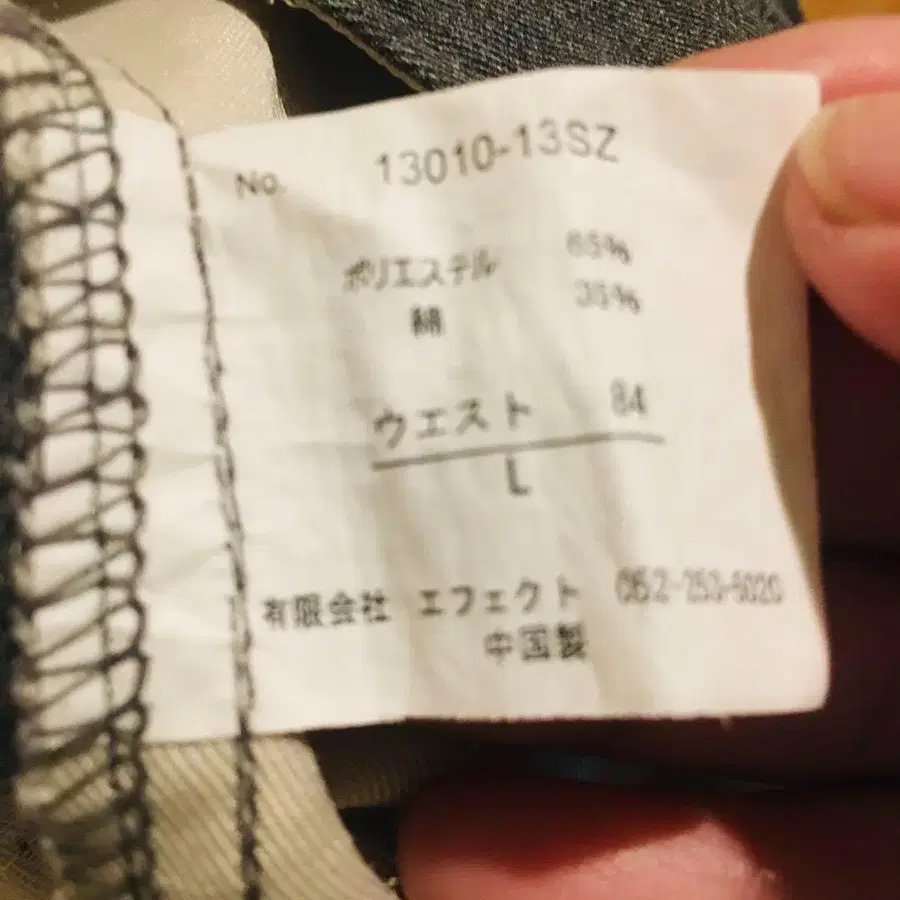 No. 13010-13SZ
ポリエステル 65%
綿 35%
ウエスト 84
L
有限会社 エフェクト 052-253-5020
中国製